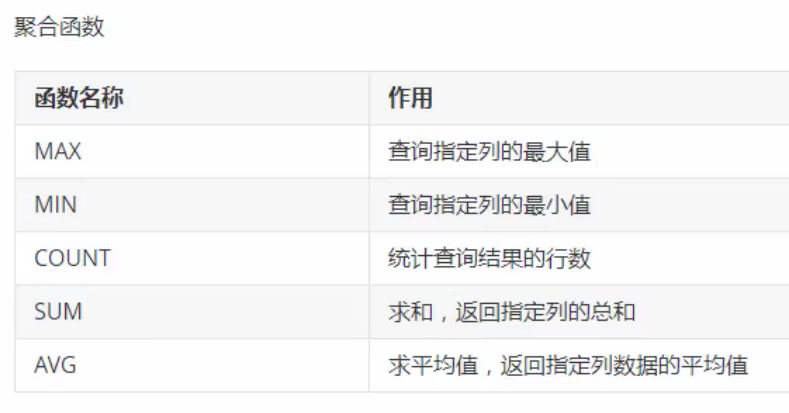 聚合函数
函数名称 作用
MAX 查询指定列的最大值
MIN 查询指定列的最小值
COUNT 统计查询结果的行数
SUM 求和，返回指定列的总和
AVG 求平均值，返回指定列数据的平均值